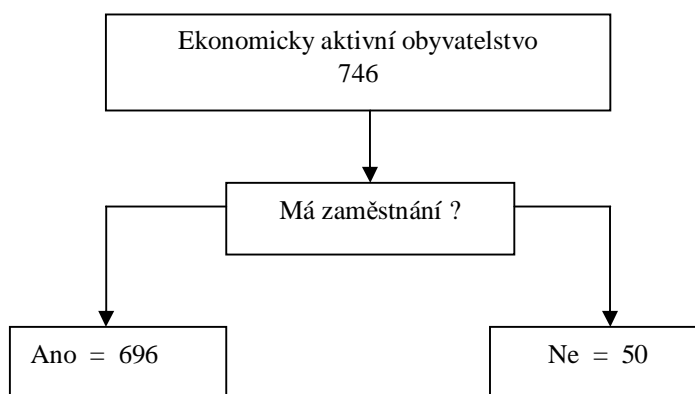 Ekonomicky aktivní obyvatelstvo
746
Má zaměstnání ?
Ano = 696
Ne = 50